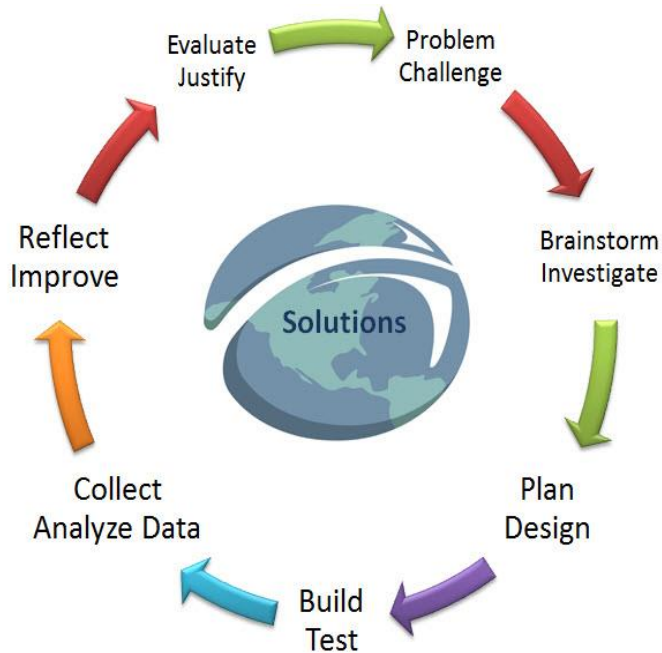 Evaluate
Justify
Problem
Challenge
Brainstorm
Investigate
Plan
Design
Build
Test
Collect
Analyze Data
Reflect
Improve
Solutions